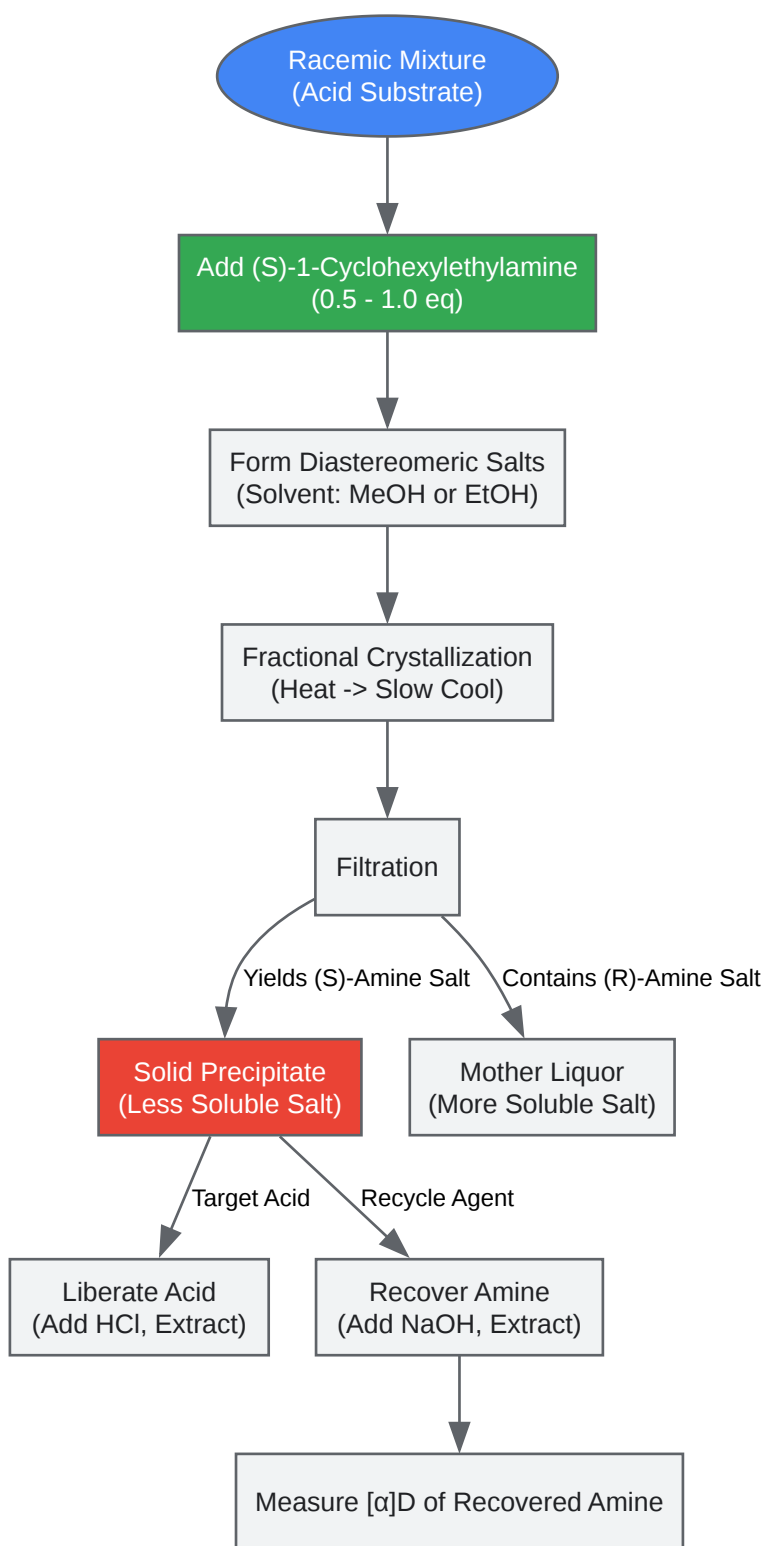 Racemic Mixture
(Acid Substrate)
Add (S)-1-Cyclohexylethylamine
(0.5 - 1.0 eq)
Form Diastereomeric Salts
(Solvent: MeOH or EtOH)
Fractional Crystallization
(Heat -> Slow Cool)
Filtration
Yields (S)-Amine Salt
Contains (R)-Amine Salt
Solid Precipitate
(Less Soluble Salt)
Mother Liquor
(More Soluble Salt)
Target Acid
Recycle Agent
Liberate Acid
(Add HCl, Extract)
Recover Amine
(Add NaOH, Extract)
Measure [α]D of Recovered Amine